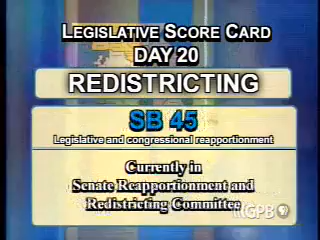 LEGISLATIVE SCORE CARD
DAY 20
REDISTRICTING
SB 45
Legislative and congressional reapportionment
Currently in
Senate Reapportionment and
Redistricting Committee
GPB